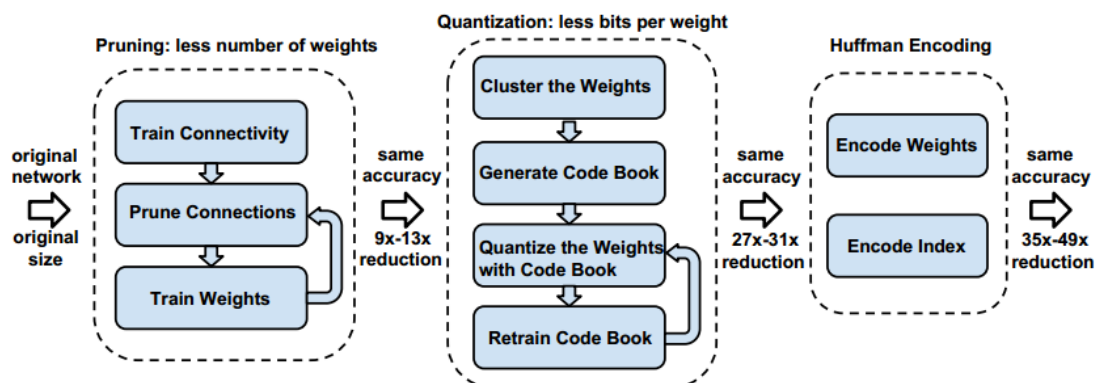 Quantization: less bits per weight
Pruning: less number of weights
Huffman Encoding
original
network
original
size
Train Connectivity
Prune Connections
Train Weights
same
accuracy
9x-13x
reduction
Cluster the Weights
Generate Code Book
Quantize the Weights
with Code Book
Retrain Code Book
same
accuracy
27x-31x
reduction
Encode Weights
Encode Index
same
accuracy
35x-49x
reduction